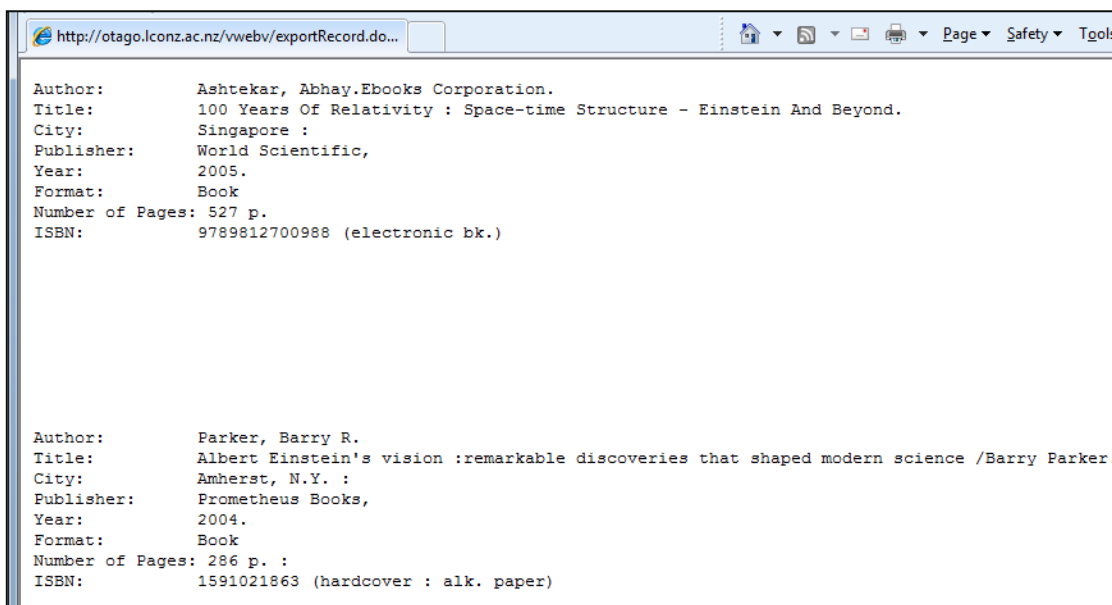 http://otago.lconz.ac.nz/vwebv/exportRecord.do... Page Safety Tools
Author: Ashtekar, Abhay.Ebooks Corporation.
Title: 100 Years Of Relativity : Space-time Structure - Einstein And Beyond.
City: Singapore :
Publisher: World Scientific,
Year: 2005.
Format: Book
Number of Pages: 527 p.
ISBN: 9789812700988 (electronic bk.)
Author: Parker, Barry R.
Title: Albert Einstein's vision :remarkable discoveries that shaped modern science /Barry Parker.
City: Amherst, N.Y. :
Publisher: Prometheus Books,
Year: 2004.
Format: Book
Number of Pages: 286 p. :
ISBN: 1591021863 (hardcover : alk. paper)